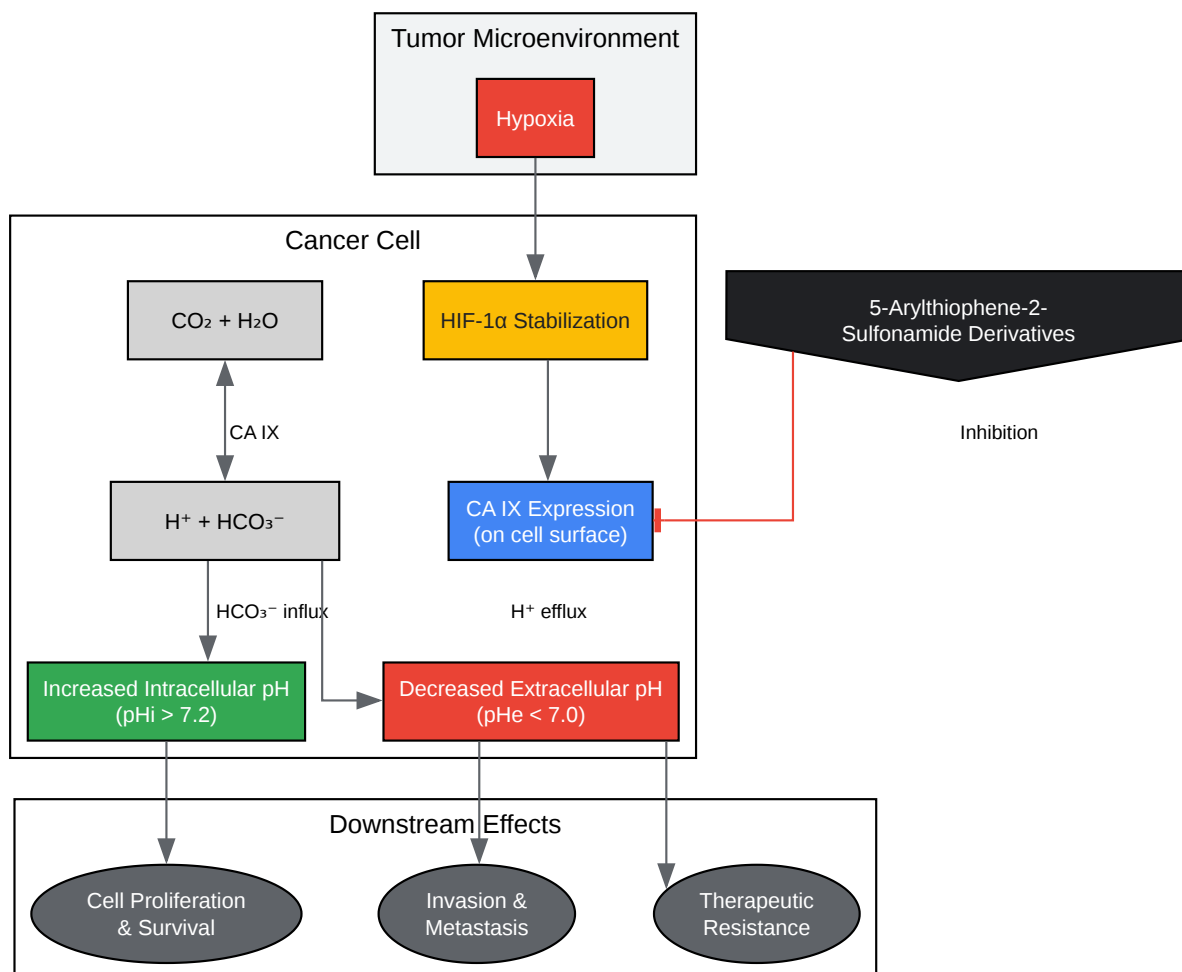 Tumor Microenvironment
Hypoxia
Cancer Cell
CO₂ + H₂O
HIF-1α Stabilization
5-Arylthiophene-2-
Sulfonamide Derivatives
CA IX
Inhibition
H⁺ + HCO₃⁻
CA IX Expression
(on cell surface)
HCO₃⁻ influx
H⁺ efflux
Increased Intracellular pH
(pHi > 7.2)
Decreased Extracellular pH
(pHe < 7.0)
Downstream Effects
Cell Proliferation
& Survival
Invasion &
Metastasis
Therapeutic
Resistance